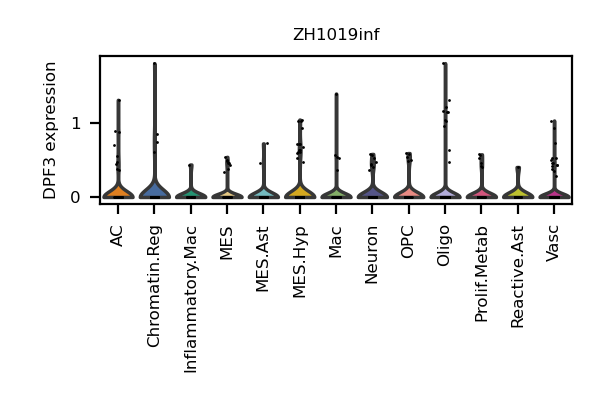 ZH1019inf
DPF3 expression
1
0
AC
Chromatin.Reg
Inflammatory.Mac
MES
MES.Ast
MES.Hyp
Mac
Neuron
OPC
Oligo
Prolif.Metab
Reactive.Ast
Vasc